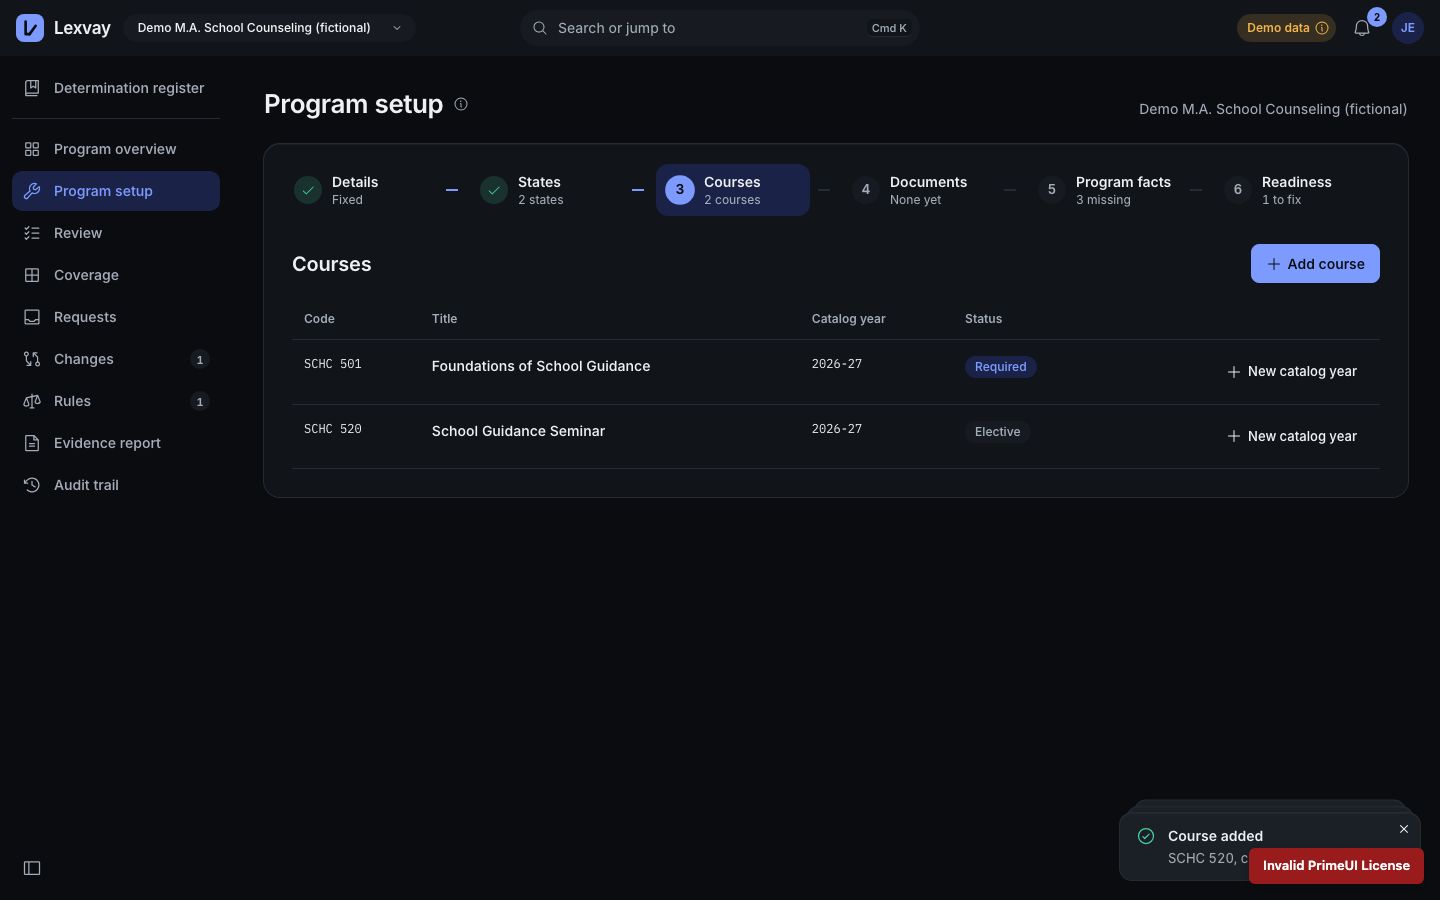 Lexvay
Demo M.A. School Counseling (fictional)
Search or jump to
Cmd K
Demo data
2
JE
Determination register
Program overview
Program setup
Review
Coverage
Requests
Changes
1
Rules
1
Evidence report
Audit trail
Program setup
Demo M.A. School Counseling (fictional)
Details
Fixed
States
2 states
3
Courses
2 courses
4
Documents
None yet
5
Program facts
3 missing
6
Readiness
1 to fix
Courses
Add course
Code
Title
Catalog year
Status
SCHC 501
Foundations of School Guidance
2026-27
Required
New catalog year
SCHC 520
School Guidance Seminar
2026-27
Elective
New catalog year
Course added
SCHC 520,
Invalid PrimeUI License